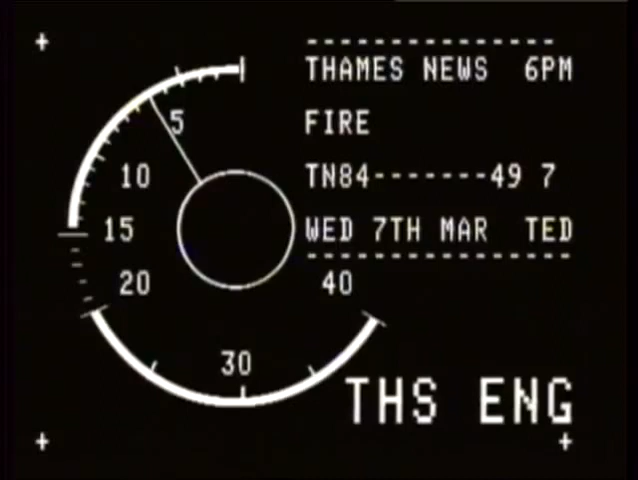 ---------------
THAMES NEWS 6PM
FIRE
TN84-------49 7
WED 7TH MAR TED
----------------
5
10
15
20
30
40
THS ENG